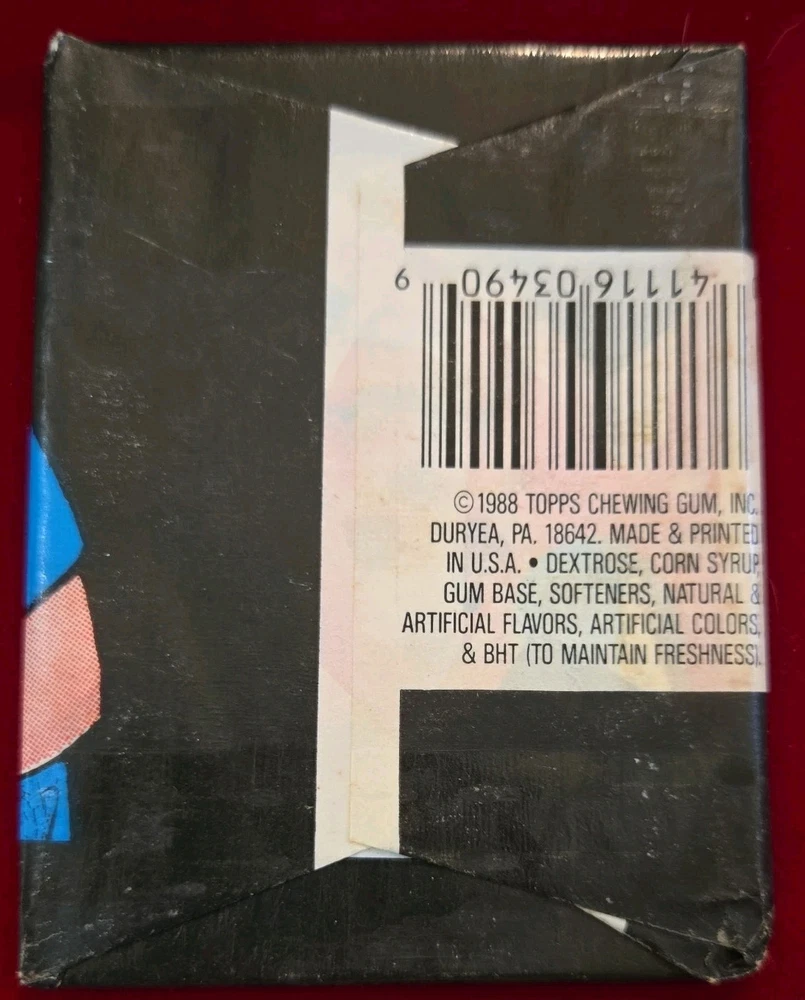 41116 03490 9
©1988 TOPPS CHEWING GUM, INC.
DURYEA, PA. 18642. MADE & PRINTED
IN U.S.A. • DEXTROSE, CORN SYRUP,
GUM BASE, SOFTENERS, NATURAL &
ARTIFICIAL FLAVORS, ARTIFICIAL COLORS,
& BHT (TO MAINTAIN FRESHNESS).